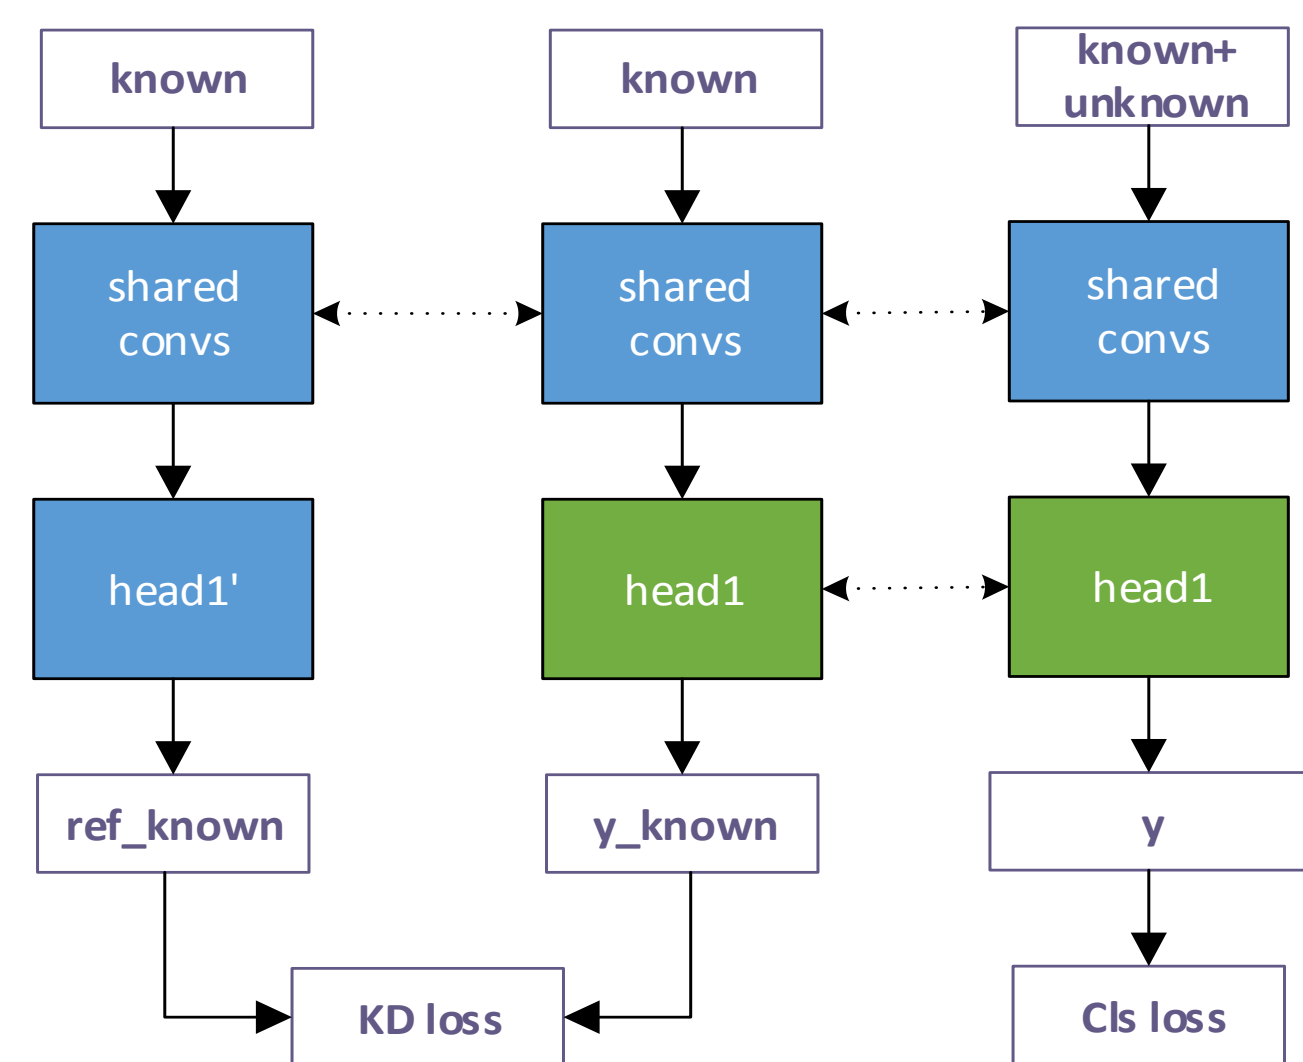 known
known
known+
unknown
shared
convs
shared
convs
shared
convs
head1'
head1
head1
ref_known
y_known
y
KD loss
Cls loss